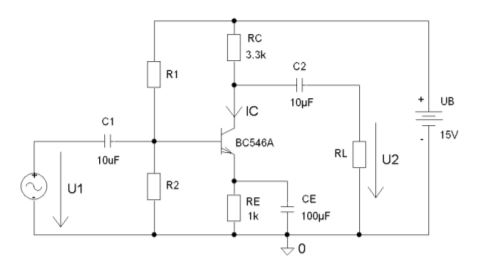 RC
3.3k
R1
C2
10µF
UB
+
15V
-
IC
C1
10uF
BC546A
RL
U2
U1
+
R2
RE
1k
CE
100µF
0